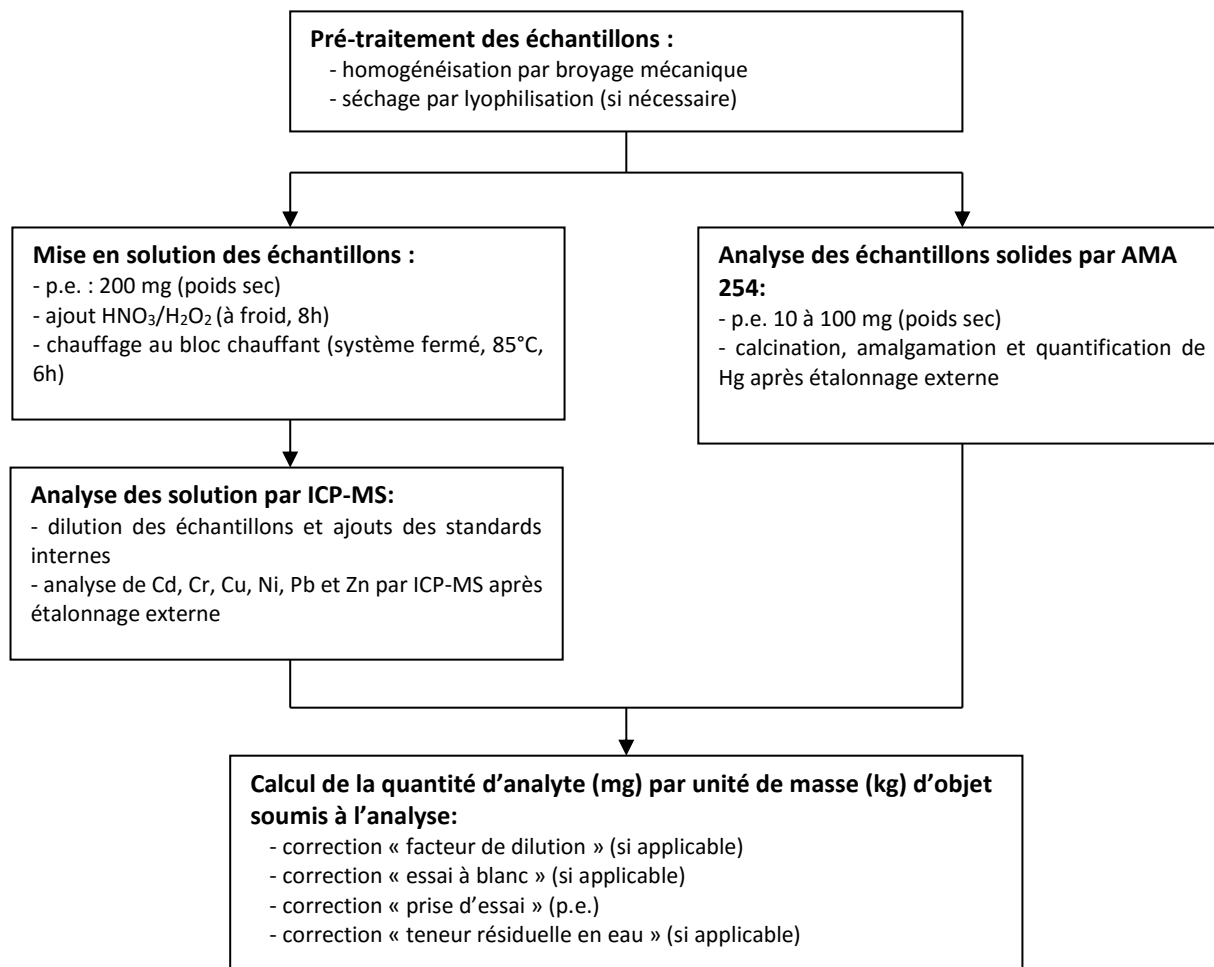 Pré-traitement des échantillons :
- homogénéisation par broyage mécanique
- séchage par lyophilisation (si nécessaire)
Mise en solution des échantillons :
- p.e. : 200 mg (poids sec)
- ajout HNO₃/H₂O₂ (à froid, 8h)
- chauffage au bloc chauffant (système fermé, 85°C,
6h)
Analyse des échantillons solides par AMA
254:
- p.e. 10 à 100 mg (poids sec)
- calcination, amalgamation et quantification de
Hg après étalonnage externe
Analyse des solution par ICP-MS:
- dilution des échantillons et ajouts des standards
internes
- analyse de Cd, Cr, Cu, Ni, Pb et Zn par ICP-MS après
étalonnage externe
Calcul de la quantité d’analyte (mg) par unité de masse (kg) d’objet
soumis à l’analyse:
- correction « facteur de dilution » (si applicable)
- correction « essai à blanc » (si applicable)
- correction « prise d’essai » (p.e.)
- correction « teneur résiduelle en eau » (si applicable)